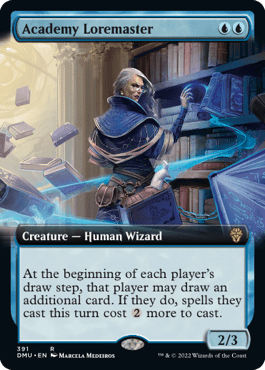 Academy Loremaster
Creature — Human Wizard
At the beginning of each player's
draw step, that player may draw an
additional card. If they do, spells they
cast this turn cost 2 more to cast.
2/3
391 R
DMU • EN MARCELA MEDEIROS
™ & © 2022 Wizards of the Coast